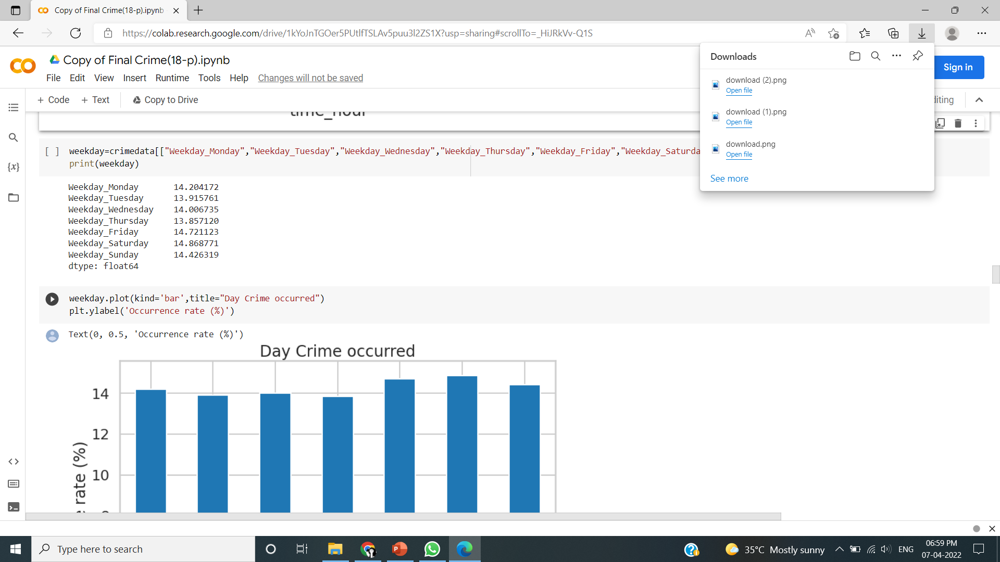 Copy of Final Crime(18-p).ipynb
https://colab.research.google.com/drive/1kYoJnTGOer5PUtlfTSLAv5puu3l2ZS1X?usp=sharing#scrollTo=_HiJRkVv-Q1S
Copy of Final Crime(18-p).ipynb
File Edit View Insert Runtime Tools Help Changes will not be saved
Sign in
+ Code + Text Copy to Drive
Downloads
download (2).png
Open file
download (1).png
Open file
download.png
Open file
See more
time_hour
[ ] weekday=crimedata[["Weekday_Monday","Weekday_Tuesday","Weekday_Wednesday","Weekday_Thursday","Weekday_Friday","Weekday_Saturda
print(weekday)
Weekday_Monday 14.204172
Weekday_Tuesday 13.915761
Weekday_Wednesday 14.006735
Weekday_Thursday 13.857120
Weekday_Friday 14.721123
Weekday_Saturday 14.868771
Weekday_Sunday 14.426319
dtype: float64
weekday.plot(kind='bar',title="Day Crime occurred")
plt.ylabel('Occurrence rate (%)')
Text(0, 0.5, 'Occurrence rate (%)')
Day Crime occurred
14
12
10
rate (%)
Type here to search
35°C Mostly sunny
ENG
06:59 PM
07-04-2022